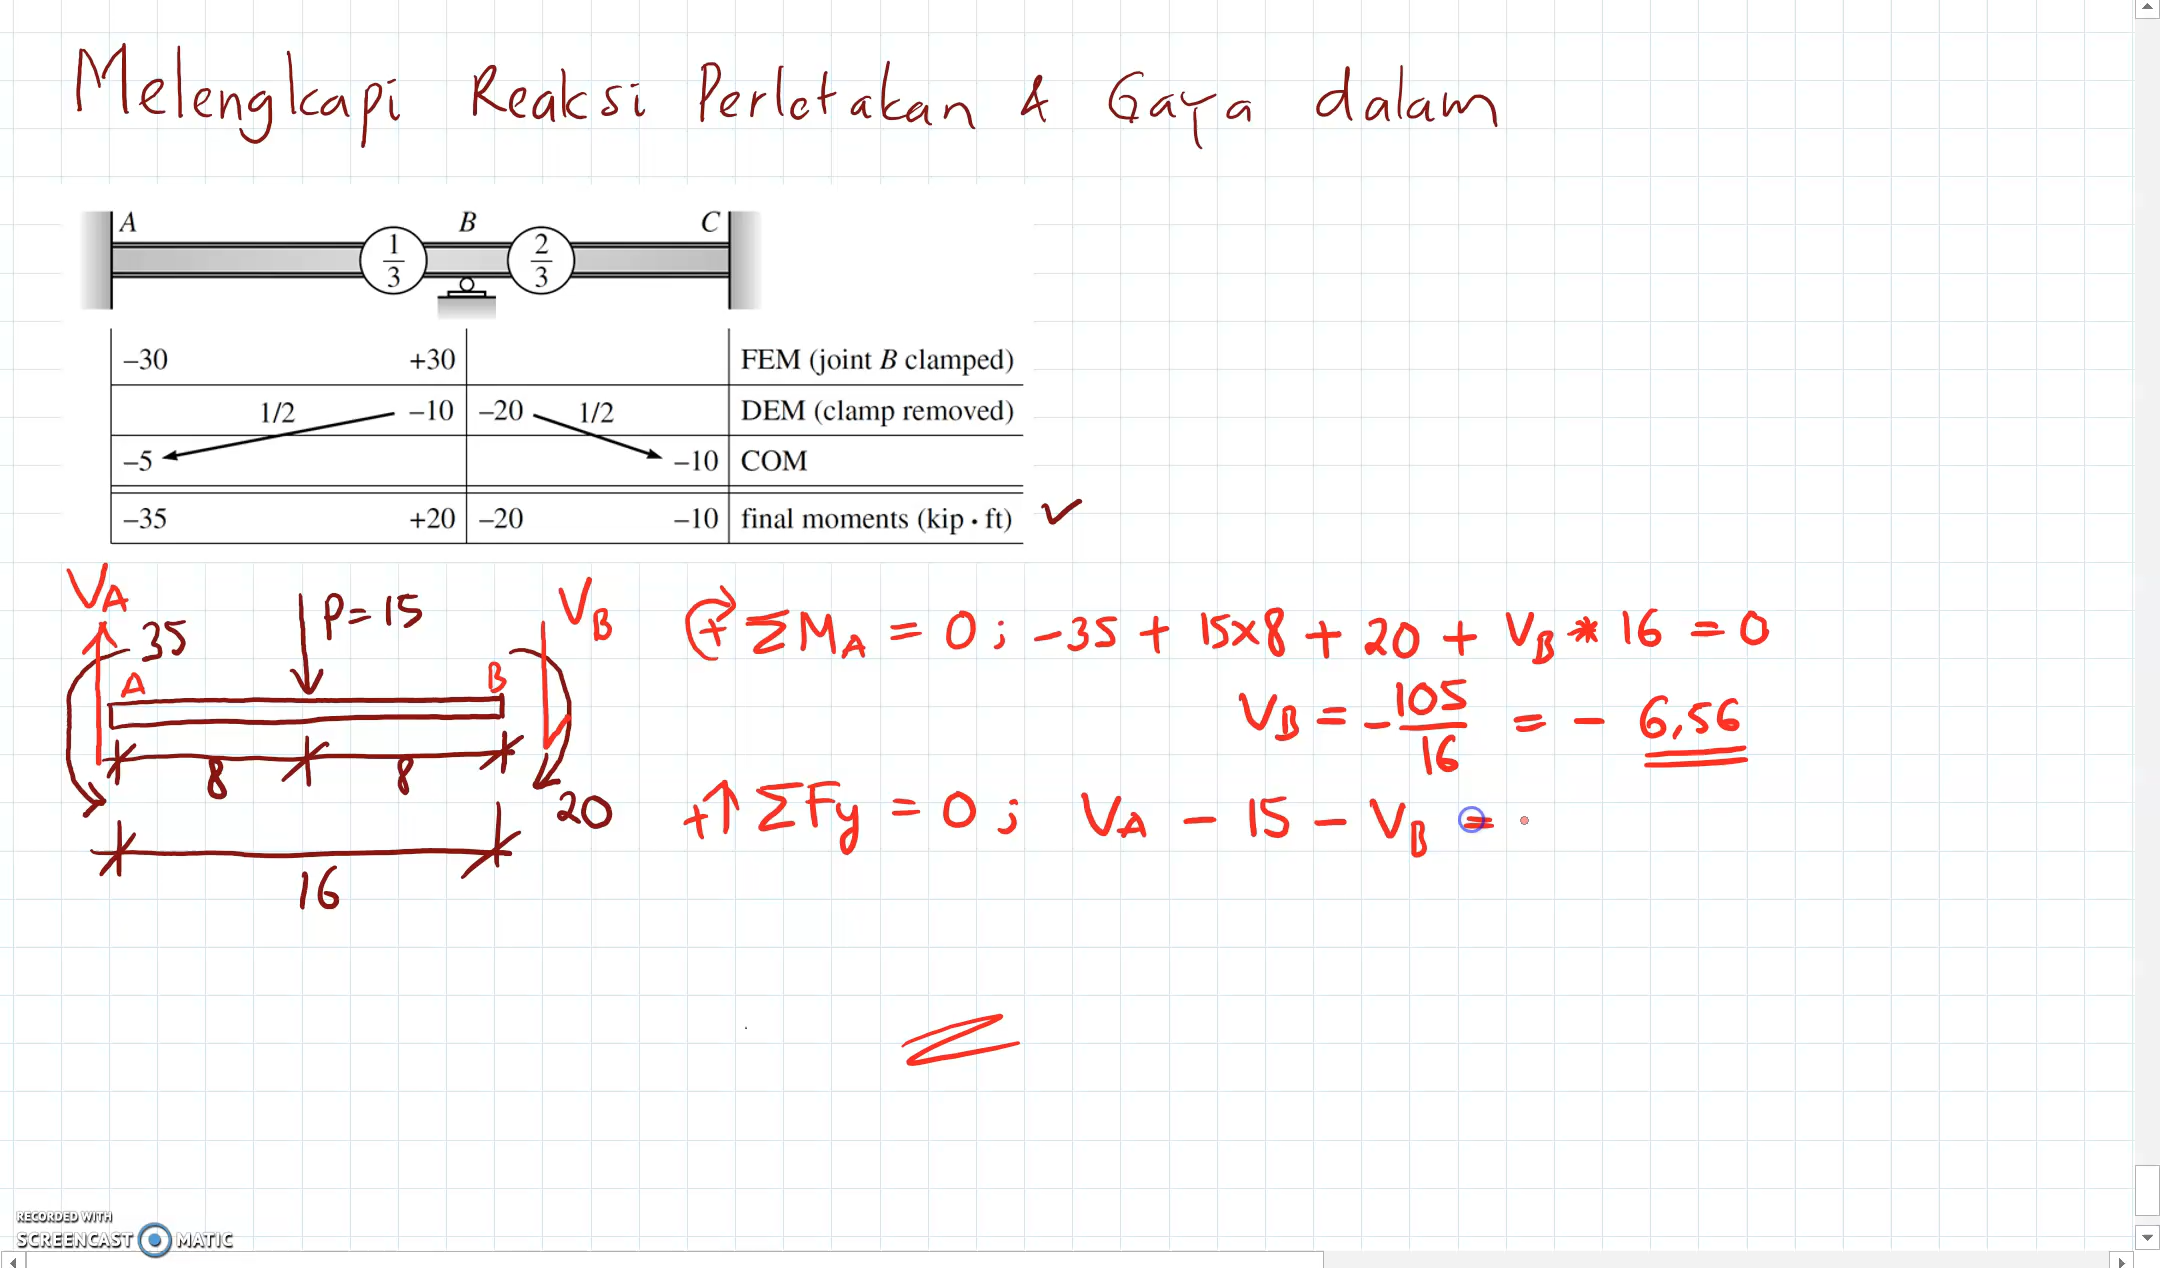 Melengkapi Reaksi Perletakan & Gaya dalam
A B C
1/3 2/3
–30 +30 FEM (joint B clamped)
1/2 –10 –20 1/2 DEM (clamp removed)
–5 –10 COM
–35 +20 –20 –10 final moments (kip • ft) ✓
VA 35 P=15 VB
A B
8 8 20
16
+ ΣMA = 0 ; -35 + 15x8 + 20 + VB * 16 = 0
VB = -105/16 = - 6,56
+↑ ΣFy = 0 ; VA - 15 - VB =
RECORDED WITH
SCREENCAST MATIC